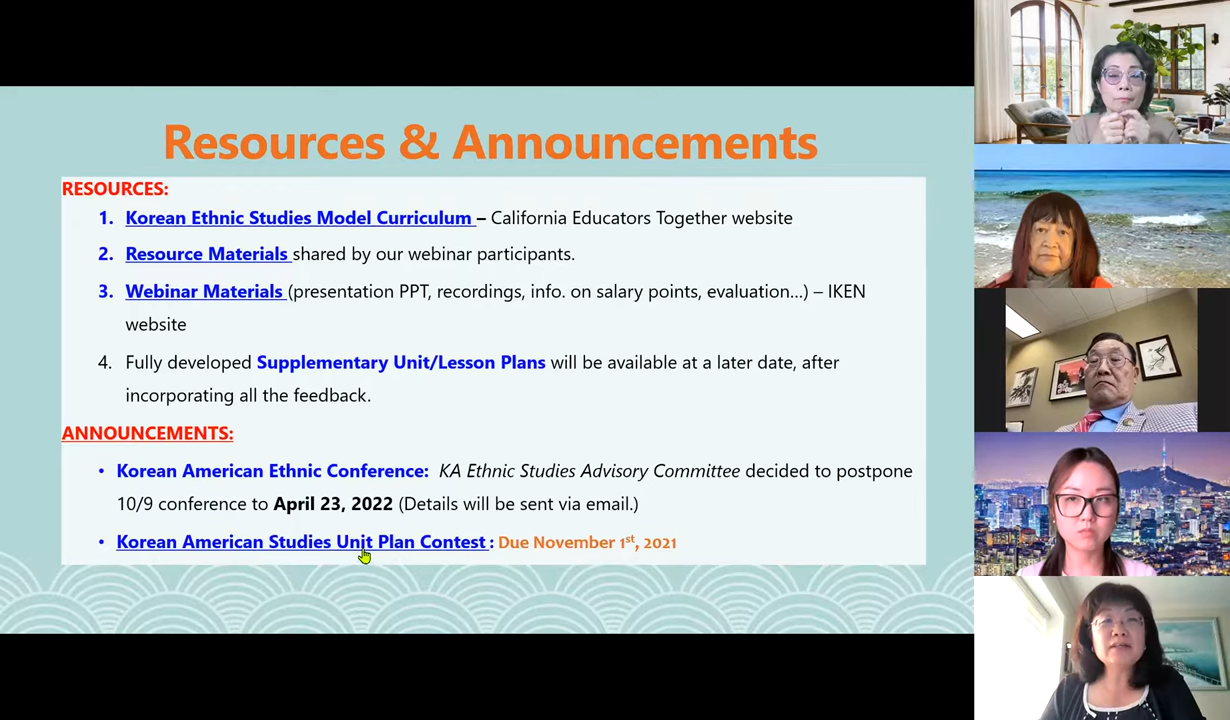 Resources & Announcements
RESOURCES:
1. Korean Ethnic Studies Model Curriculum – California Educators Together website
2. Resource Materials shared by our webinar participants.
3. Webinar Materials (presentation PPT, recordings, info. on salary points, evaluation...) – IKEN
website
4. Fully developed Supplementary Unit/Lesson Plans will be available at a later date, after
incorporating all the feedback.
ANNOUNCEMENTS:
• Korean American Ethnic Conference: KA Ethnic Studies Advisory Committee decided to postpone
10/9 conference to April 23, 2022 (Details will be sent via email.)
• Korean American Studies Unit Plan Contest : Due November 1st, 2021